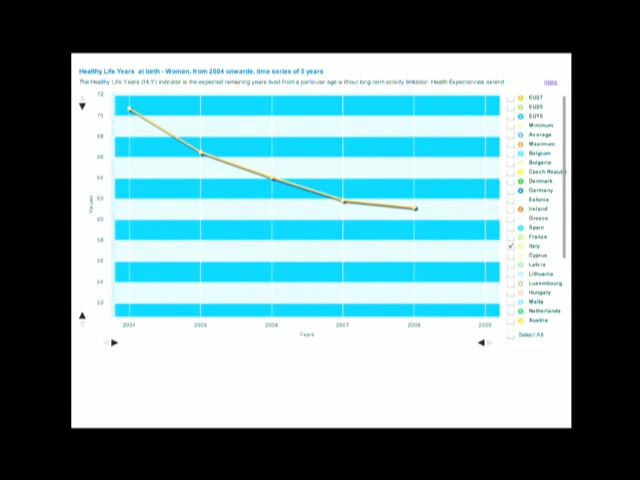 Healthy Life Years at birth - Women, from 2004 onwards, time series of 5 years
The Healthy Life Years (HLY) indicator is the expected remaining years lived from a particular age without long-term activity limitation. Health Expectancies extend
more
72
70
68
66
64
62
60
58
56
54
52
Values
2004 2005 2006 2007 2008 2009
Years
EU27
EU25
EU15
Minimum
Average
Maximum
Belgium
Bulgaria
Czech Republ
Denmark
Germany
Estonia
Ireland
Greece
Spain
France
Italy
Cyprus
Latvia
Lithuania
Luxembourg
Hungary
Malta
Netherlands
Austria
Select All